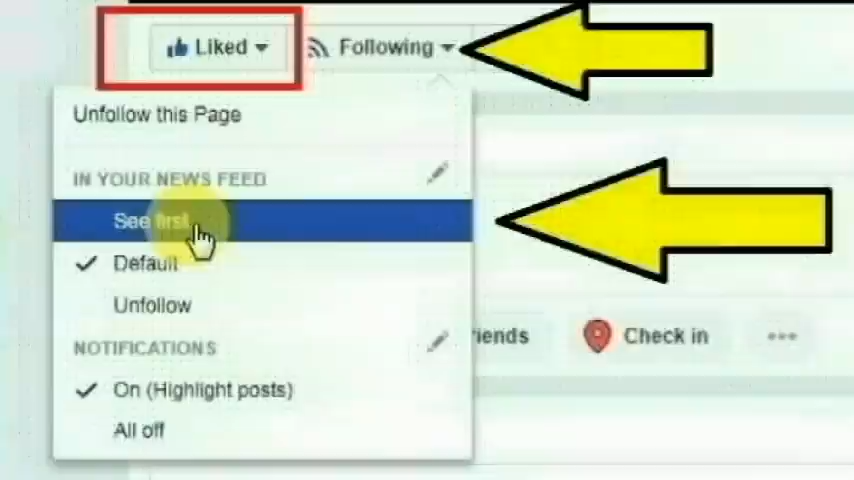 Liked Following
Unfollow this Page
IN YOUR NEWS FEED
See first
Default
Unfollow
NOTIFICATIONS
riends Check in
On (Highlight posts)
All off